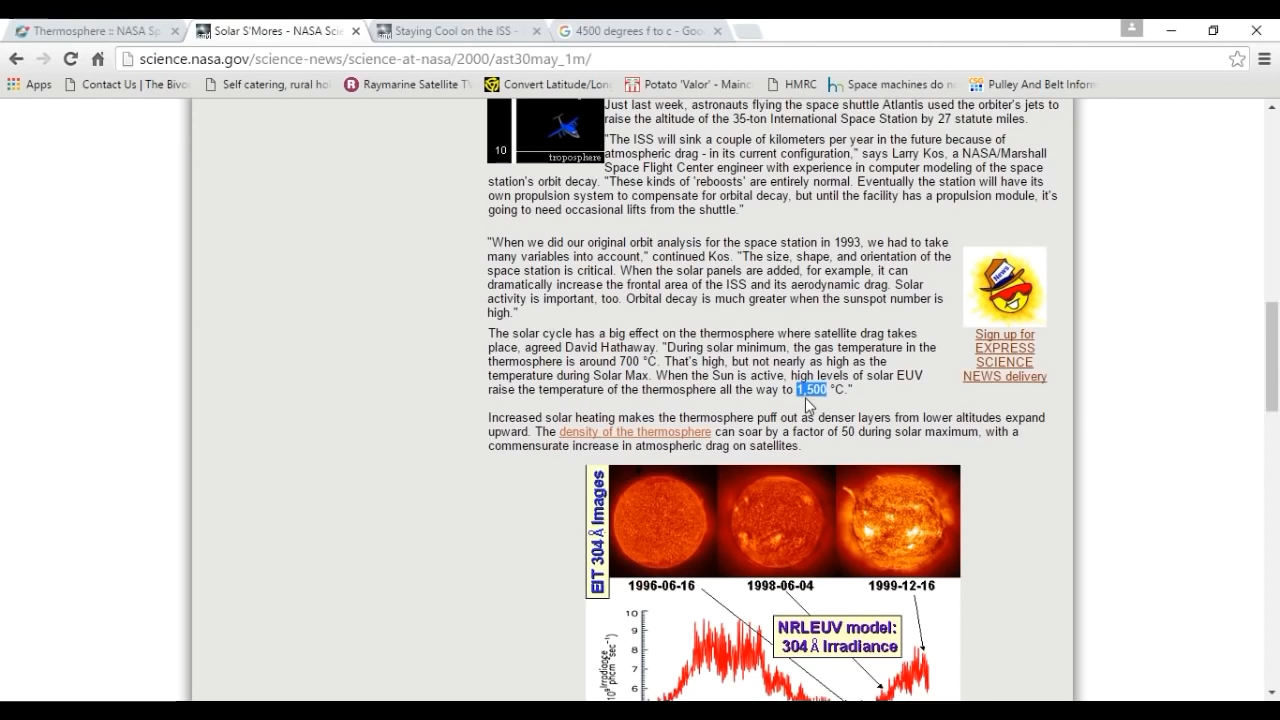 Thermosphere :: NASA Sp
Solar S'Mores - NASA Scie
Staying Cool on the ISS -
4500 degrees f to c - Goo
science.nasa.gov/science-news/science-at-nasa/2000/ast30may_1m/
Apps
Contact Us | The Bivou
Self catering, rural hol
Raymarine Satellite TV
Convert Latitude/Long
Potato 'Valor' - Mainc
HMRC
Space machines do no
Pulley And Belt Inform
Just last week, astronauts flying the space shuttle Atlantis used the orbiter's jets to
raise the altitude of the 35-ton International Space Station by 27 statute miles.
10
troposphere
"The ISS will sink a couple of kilometers per year in the future because of
atmospheric drag - in its current configuration," says Larry Kos, a NASA/Marshall
Space Flight Center engineer with experience in computer modeling of the space
station's orbit decay. "These kinds of 'reboosts' are entirely normal. Eventually the station will have its
own propulsion system to compensate for orbital decay, but until the facility has a propulsion module, it's
going to need occasional lifts from the shuttle."
"When we did our original orbit analysis for the space station in 1993, we had to take
many variables into account," continued Kos. "The size, shape, and orientation of the
space station is critical. When the solar panels are added, for example, it can
dramatically increase the frontal area of the ISS and its aerodynamic drag. Solar
activity is important, too. Orbital decay is much greater when the sunspot number is
high."
News
Sign up for
EXPRESS
SCIENCE
NEWS delivery
The solar cycle has a big effect on the thermosphere where satellite drag takes
place, agreed David Hathaway. "During solar minimum, the gas temperature in the
thermosphere is around 700 °C. That's high, but not nearly as high as the
temperature during Solar Max. When the Sun is active, high levels of solar EUV
raise the temperature of the thermosphere all the way to 1,500 °C."
Increased solar heating makes the thermosphere puff out as denser layers from lower altitudes expand
upward. The density of the thermosphere can soar by a factor of 50 during solar maximum, with a
commensurate increase in atmospheric drag on satellites.
EIT 304 Å Images
1996-06-16
1998-06-04
1999-12-16
NRLEUV model:
304 Å Irradiance
10
9
8
7
6